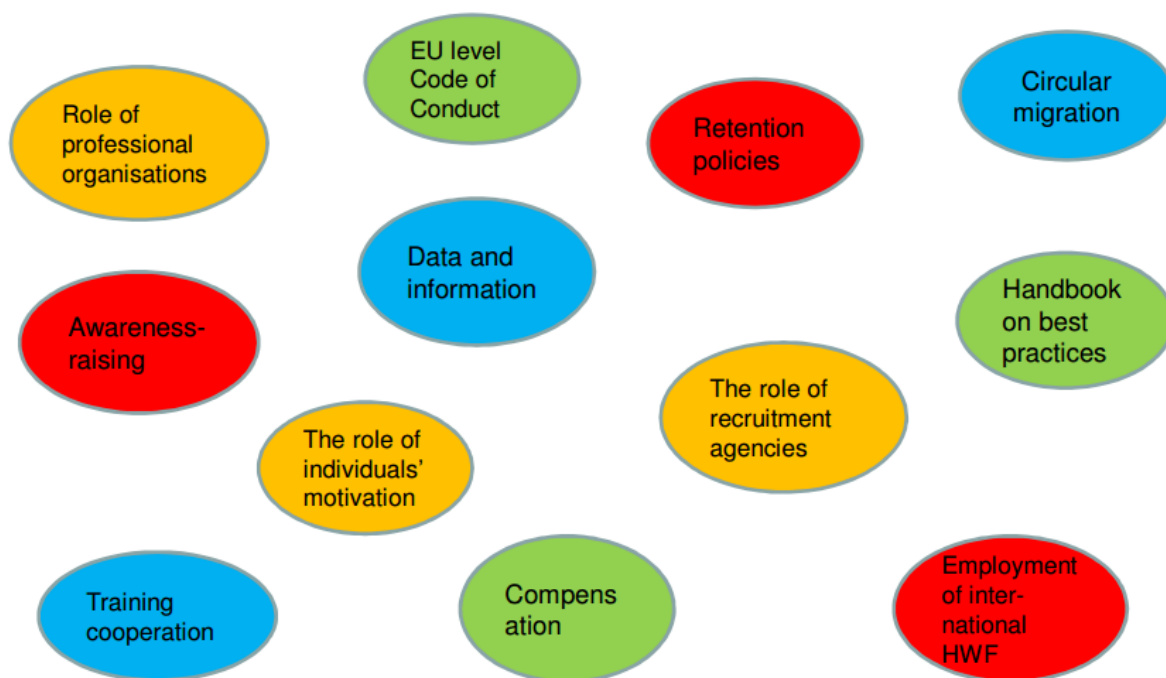 Role of
professional
organisations
EU level
Code of
Conduct
Retention
policies
Circular
migration
Data and
information
Awareness-
raising
Handbook
on best
practices
The role of
recruitment
agencies
The role of
individuals’
motivation
Training
cooperation
Compens
ation
Employment
of inter-
national
HWF